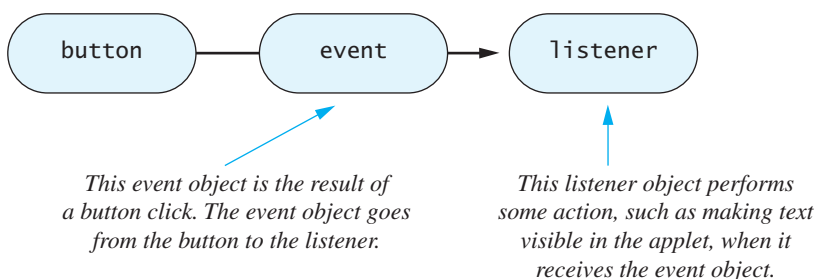 button event listener
This event object is the result of
a button click. The event object goes
from the button to the listener.
This listener object performs
some action, such as making text
visible in the applet, when it
receives the event object.